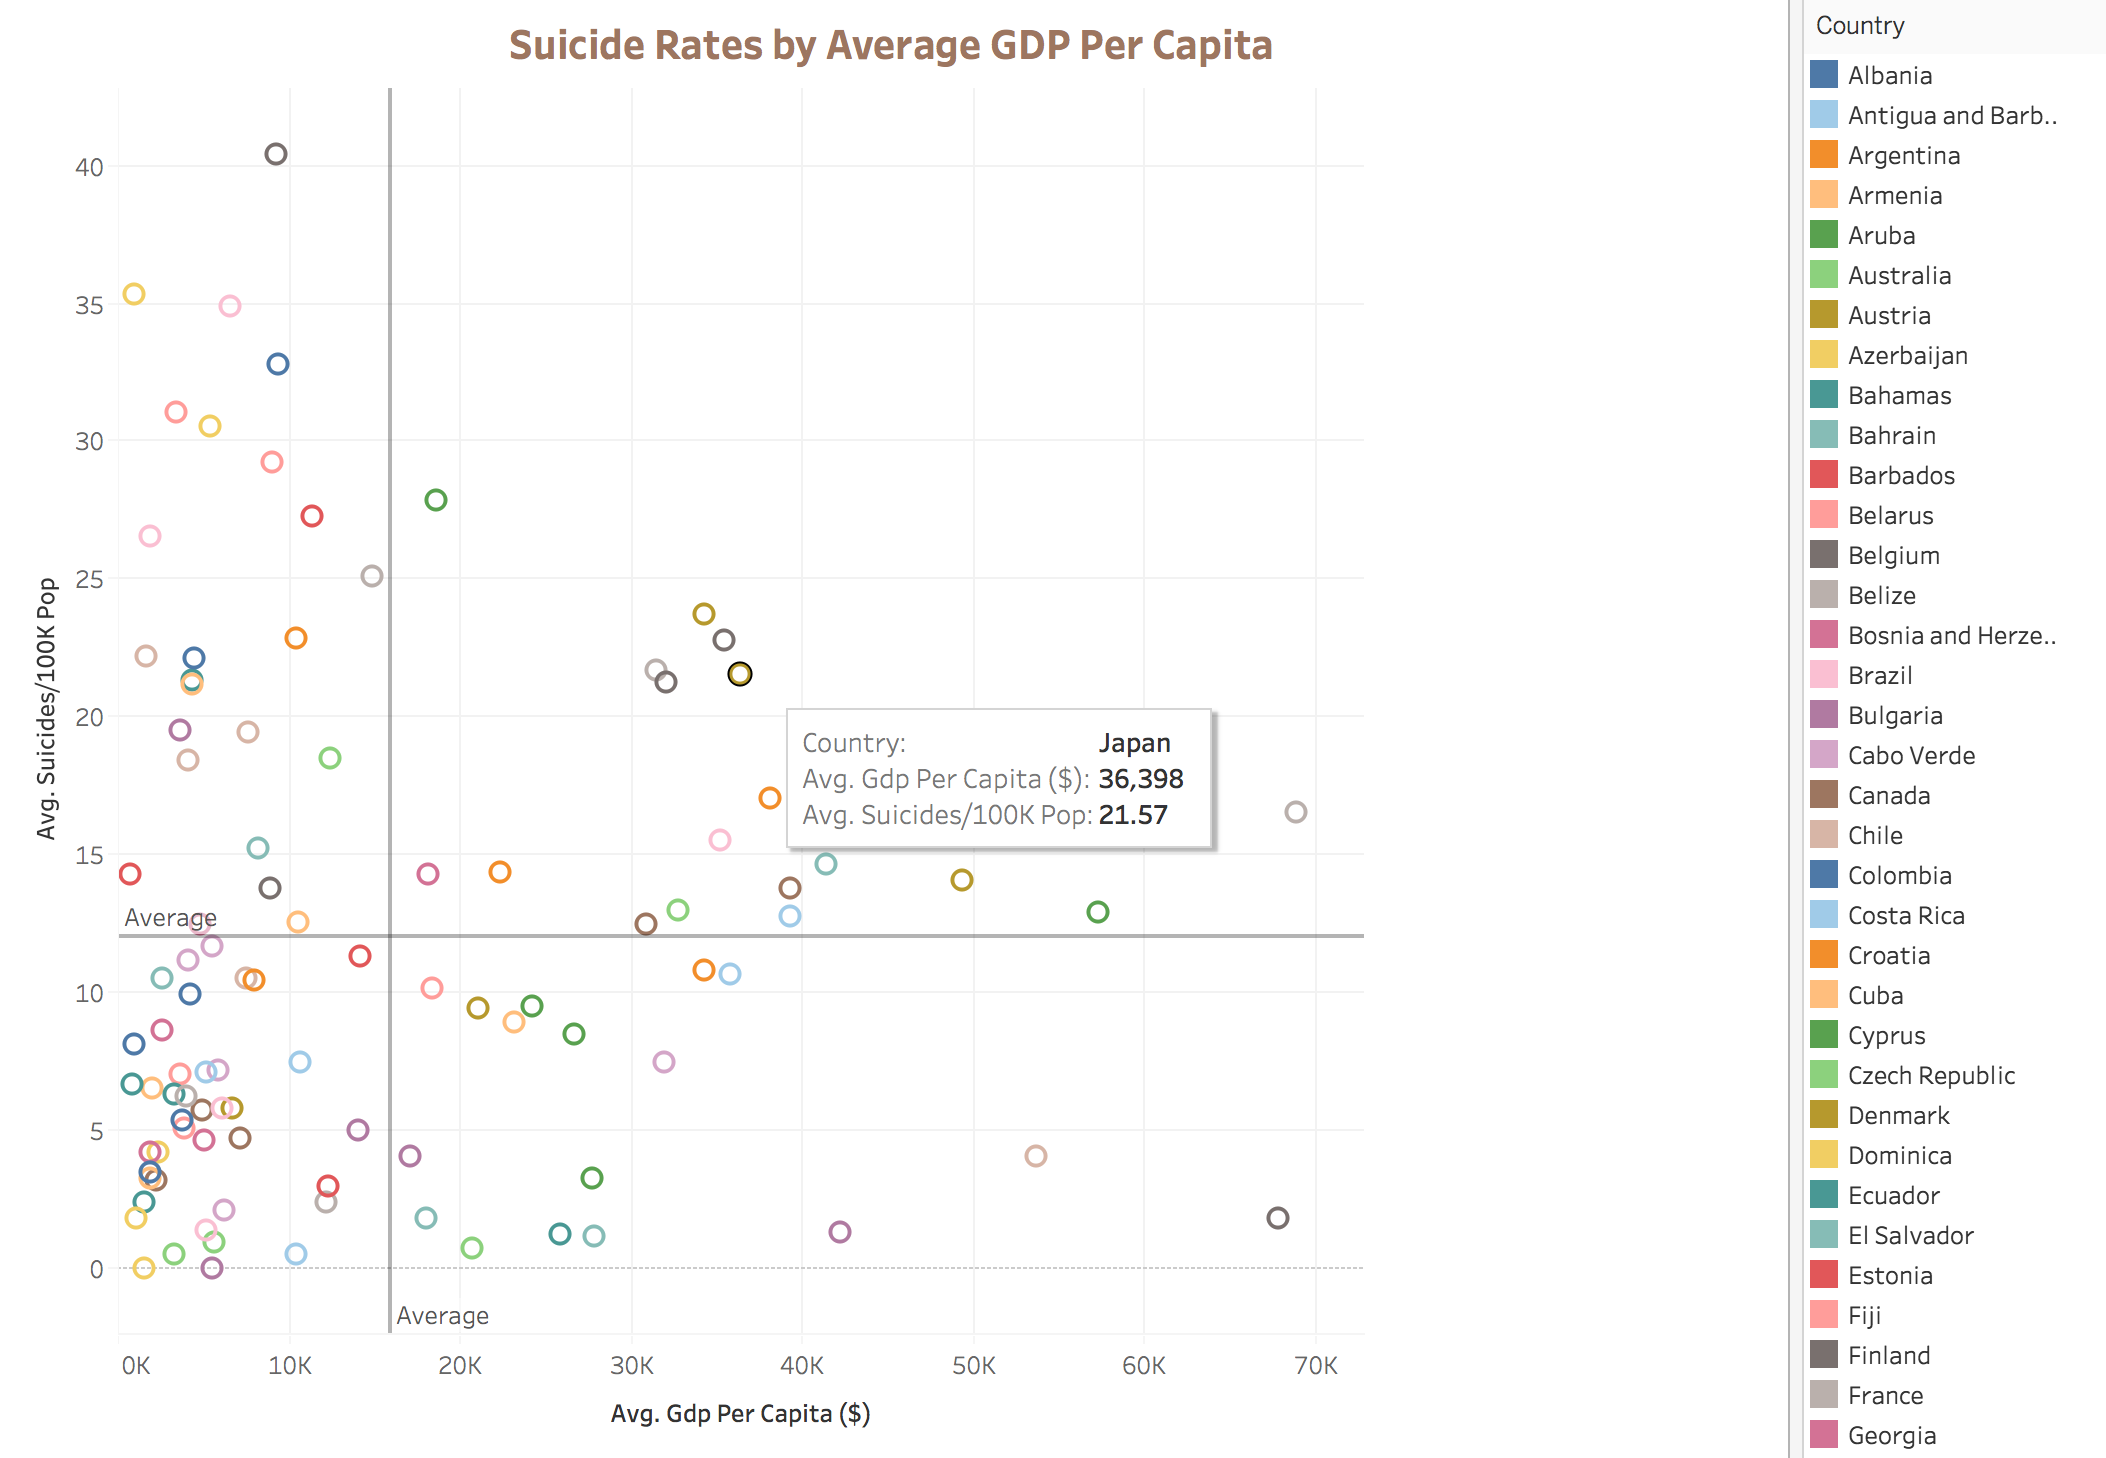 Suicide Rates by Average GDP Per Capita
40
35
30
25
20
15
10
5
0
Avg. Suicides/100K Pop
Average
Average
Country: Japan
Avg. Gdp Per Capita ($): 36,398
Avg. Suicides/100K Pop: 21.57
0K 10K 20K 30K 40K 50K 60K 70K
Avg. Gdp Per Capita ($)
Country
Albania
Antigua and Barb..
Argentina
Armenia
Aruba
Australia
Austria
Azerbaijan
Bahamas
Bahrain
Barbados
Belarus
Belgium
Belize
Bosnia and Herze..
Brazil
Bulgaria
Cabo Verde
Canada
Chile
Colombia
Costa Rica
Croatia
Cuba
Cyprus
Czech Republic
Denmark
Dominica
Ecuador
El Salvador
Estonia
Fiji
Finland
France
Georgia